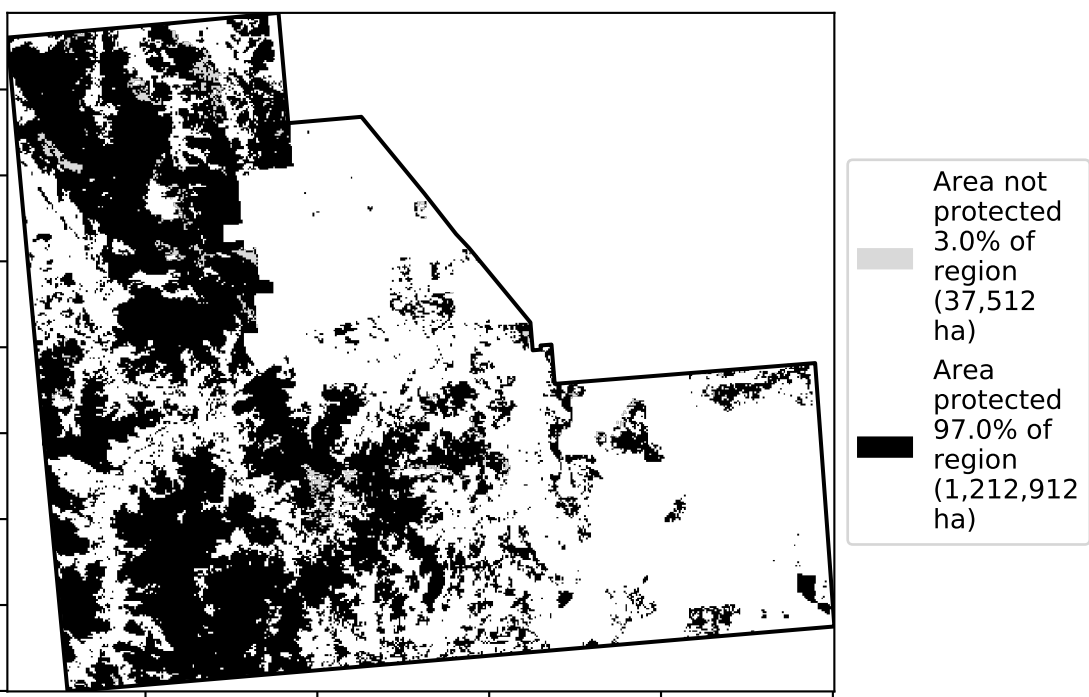 Area not
protected
3.0% of
region
(37,512
ha)
Area
protected
97.0% of
region
(1,212,912
ha)